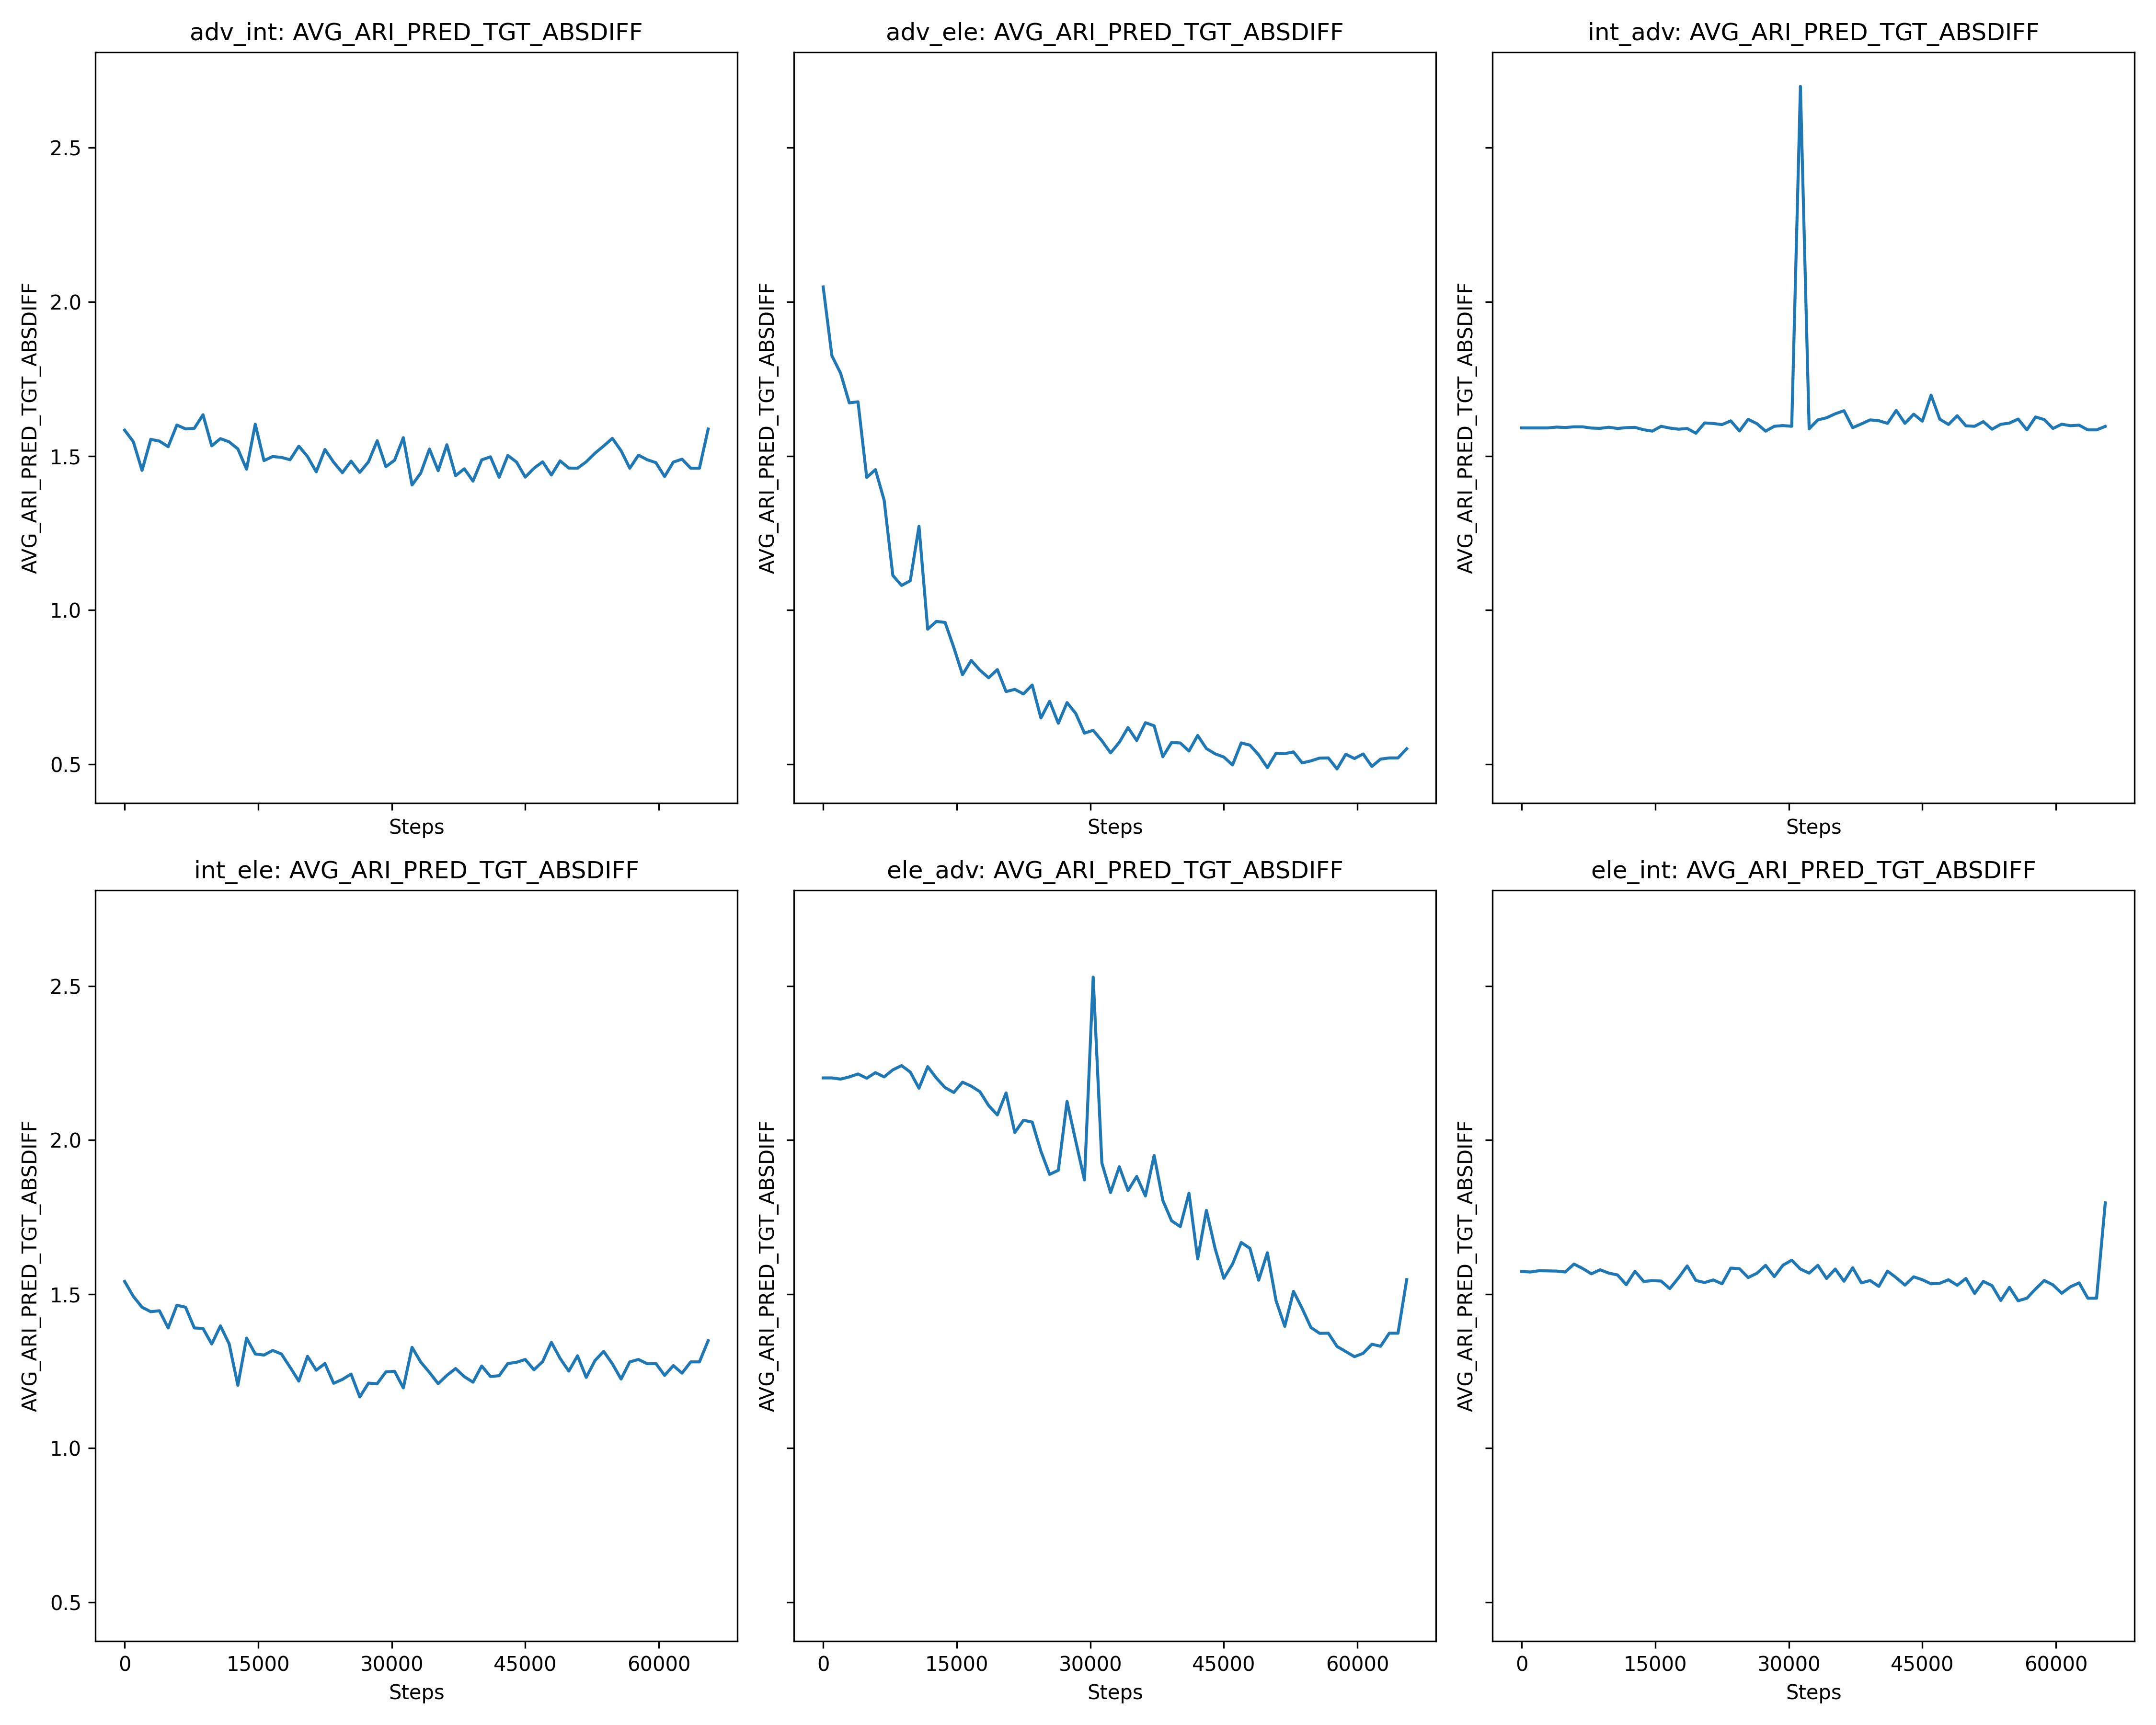 adv_int: AVG_ARI_PRED_TGT_ABSDIFF
adv_ele: AVG_ARI_PRED_TGT_ABSDIFF
int_adv: AVG_ARI_PRED_TGT_ABSDIFF
AVG_ARI_PRED_TGT_ABSDIFF
2.5
2.0
1.5
1.0
0.5
Steps
AVG_ARI_PRED_TGT_ABSDIFF
Steps
AVG_ARI_PRED_TGT_ABSDIFF
Steps
int_ele: AVG_ARI_PRED_TGT_ABSDIFF
ele_adv: AVG_ARI_PRED_TGT_ABSDIFF
ele_int: AVG_ARI_PRED_TGT_ABSDIFF
AVG_ARI_PRED_TGT_ABSDIFF
2.5
2.0
1.5
1.0
0.5
0 15000 30000 45000 60000
Steps
AVG_ARI_PRED_TGT_ABSDIFF
0 15000 30000 45000 60000
Steps
AVG_ARI_PRED_TGT_ABSDIFF
0 15000 30000 45000 60000
Steps